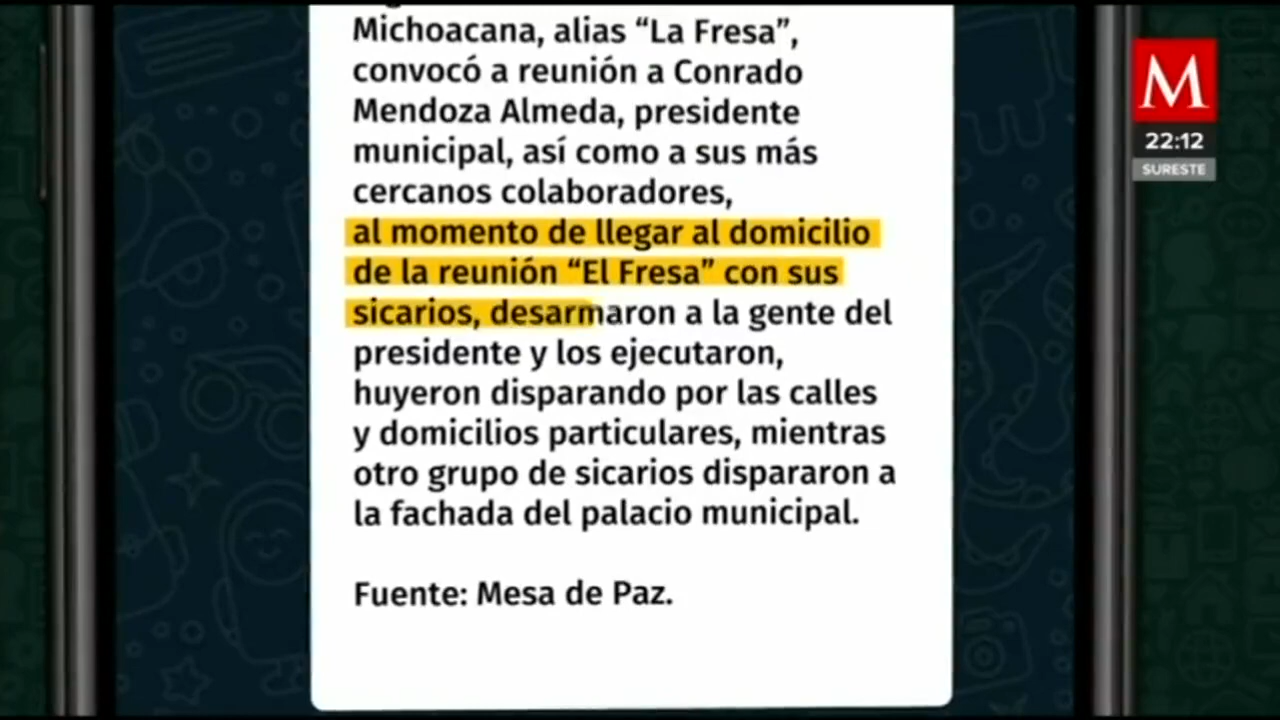 Michoacana, alias “La Fresa”,
convocó a reunión a Conrado
Mendoza Almeda, presidente
municipal, así como a sus más
cercanos colaboradores,
al momento de llegar al domicilio
de la reunión “El Fresa” con sus
sicarios, desarmaron a la gente del
presidente y los ejecutaron,
huyeron disparando por las calles
y domicilios particulares, mientras
otro grupo de sicarios dispararon a
la fachada del palacio municipal.
Fuente: Mesa de Paz.
M
22:12
SURESTE